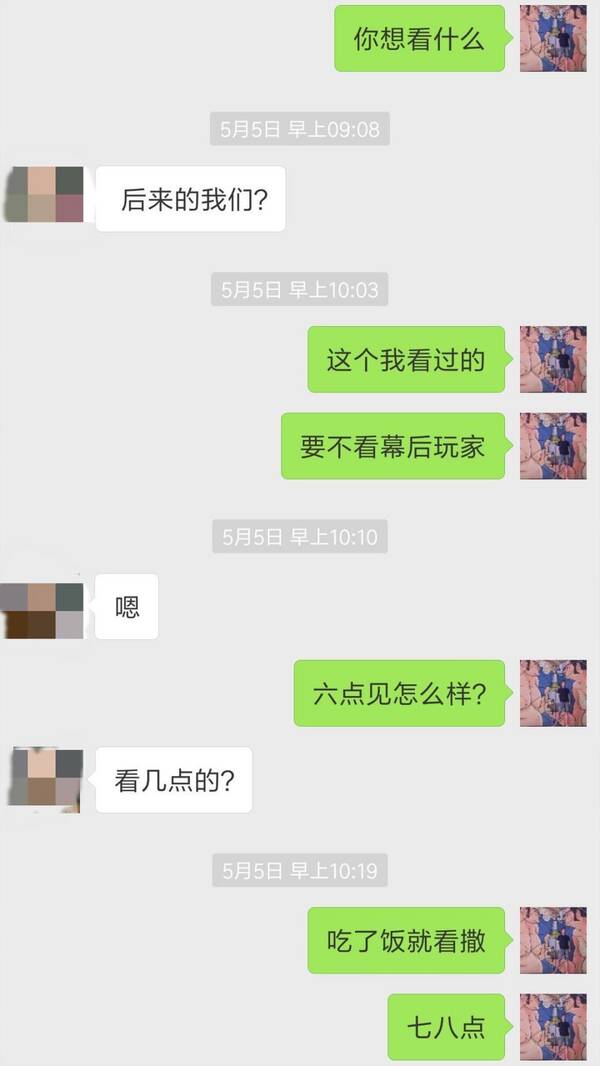 你想看什么
5月5日 早上09:08
后来的我们?
5月5日 早上10:03
这个我看过的
要不看幕后玩家
5月5日 早上10:10
嗯
六点见怎么样?
看几点的?
5月5日 早上10:19
吃了饭就看撒
七八点